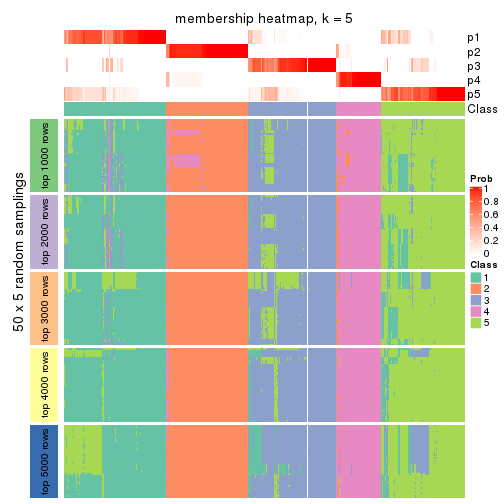 membership heatmap, k = 5
p1
p2
p3
p4
p5
Class
50 x 5 random samplings
top 1000 rows
top 2000 rows
top 3000 rows
top 4000 rows
top 5000 rows
Prob
1
0.8
0.6
0.4
0.2
0
Class
1
2
3
4
5